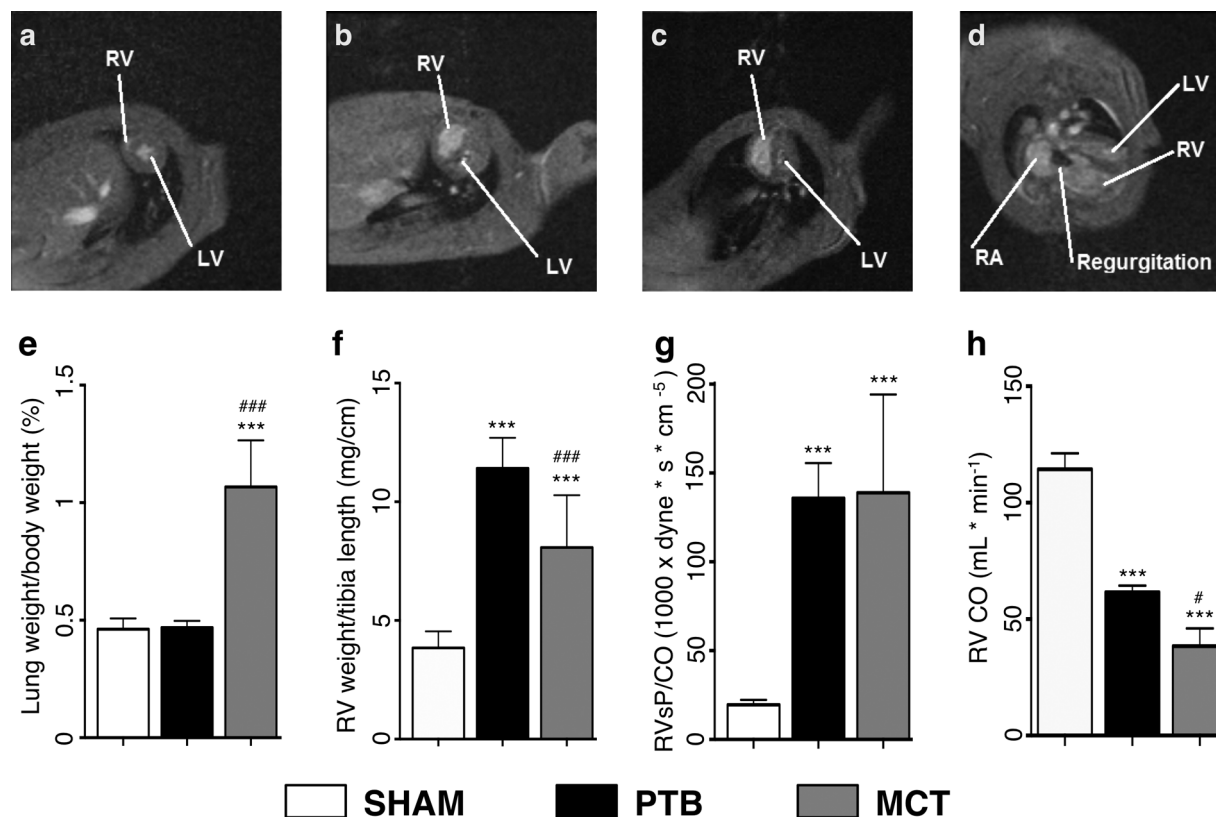 a
RV
LV
b
RV
LV
c
RV
LV
d
LV
RV
RA
Regurgitation
e
Lung weight/body weight (%)
0
0.5
1
1.5
###
***
f
RV weight/tibia length (mg/cm)
0
5
10
15
***
###
***
g
RVsP/CO (1000 x dyne * s * cm -5 )
0
50
100
150
200
***
***
h
RV CO (mL * min-1)
0
50
100
150
***
#
***
SHAM
PTB
MCT